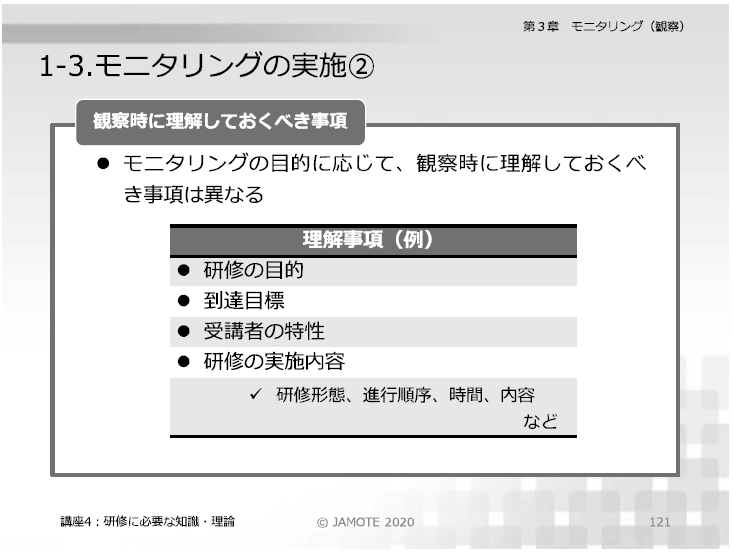 第3章　モニタリング（観察）
1-3.モニタリングの実施②
観察時に理解しておくべき事項
● モニタリングの目的に応じて、観察時に理解しておくべ
き事項は異なる
理解事項（例）
● 研修の目的
● 到達目標
● 受講者の特性
● 研修の実施内容
✓ 研修形態、進行順序、時間、内容
など
講座4：研修に必要な知識・理論
© JAMOTE 2020
121